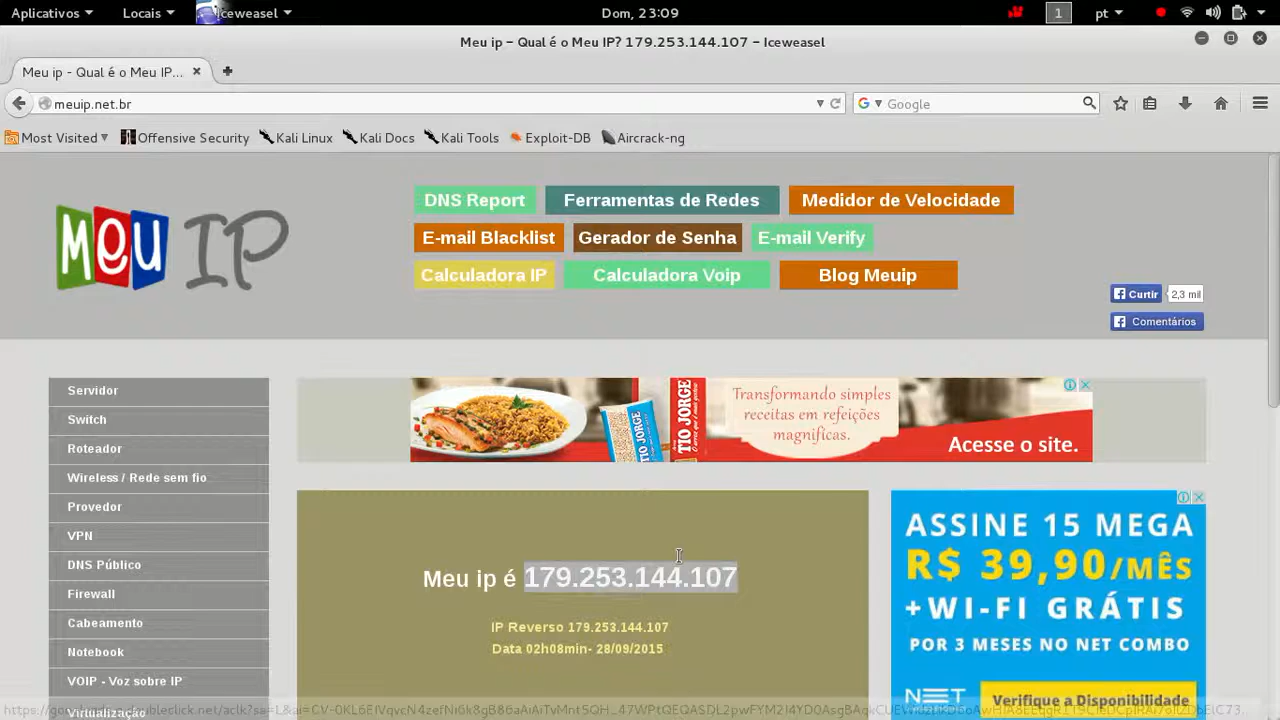 Aplicativos Locais Iceweasel Dom, 23:09 1 pt
Meu ip – Qual é o Meu IP? 179.253.144.107 – Iceweasel
Meu ip - Qual é o Meu IP...
meuip.net.br
Google
Most Visited Offensive Security Kali Linux Kali Docs Kali Tools Exploit-DB Aircrack-ng
Meu IP
DNS Report Ferramentas de Redes Medidor de Velocidade
E-mail Blacklist Gerador de Senha E-mail Verify
Calculadora IP Calculadora Voip Blog Meuip
Curtir 2,3 mil
Comentários
Servidor
Switch
Roteador
Wireless / Rede sem fio
Provedor
VPN
DNS Público
Firewall
Cabeamento
Notebook
VOIP - Voz sobre IP
Virtualização
TIO JORGE
Transformando simples
receitas em refeições
magníficas.
Acesse o site.
Meu ip é 179.253.144.107
IP Reverso 179.253.144.107
Data 02h08min- 28/09/2015
ASSINE 15 MEGA
R$ 39,90/MÊS
+WI-FI GRÁTIS
POR 3 MESES NO NET COMBO
NET
Verifique a Disponibilidade